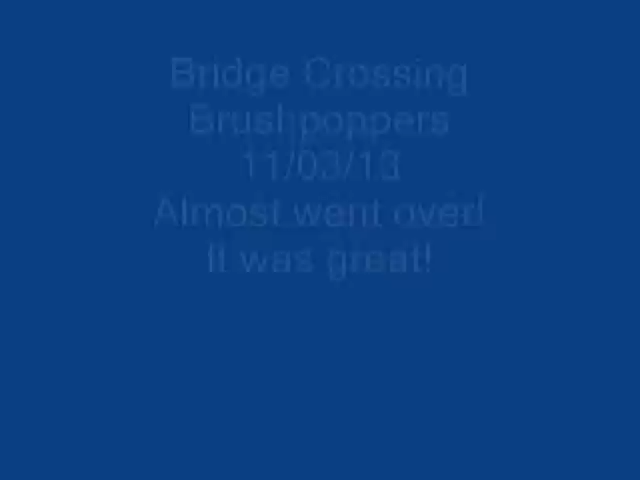 Bridge Crossing
Brushpoppers
11/03/13
Almost went over!
It was great!